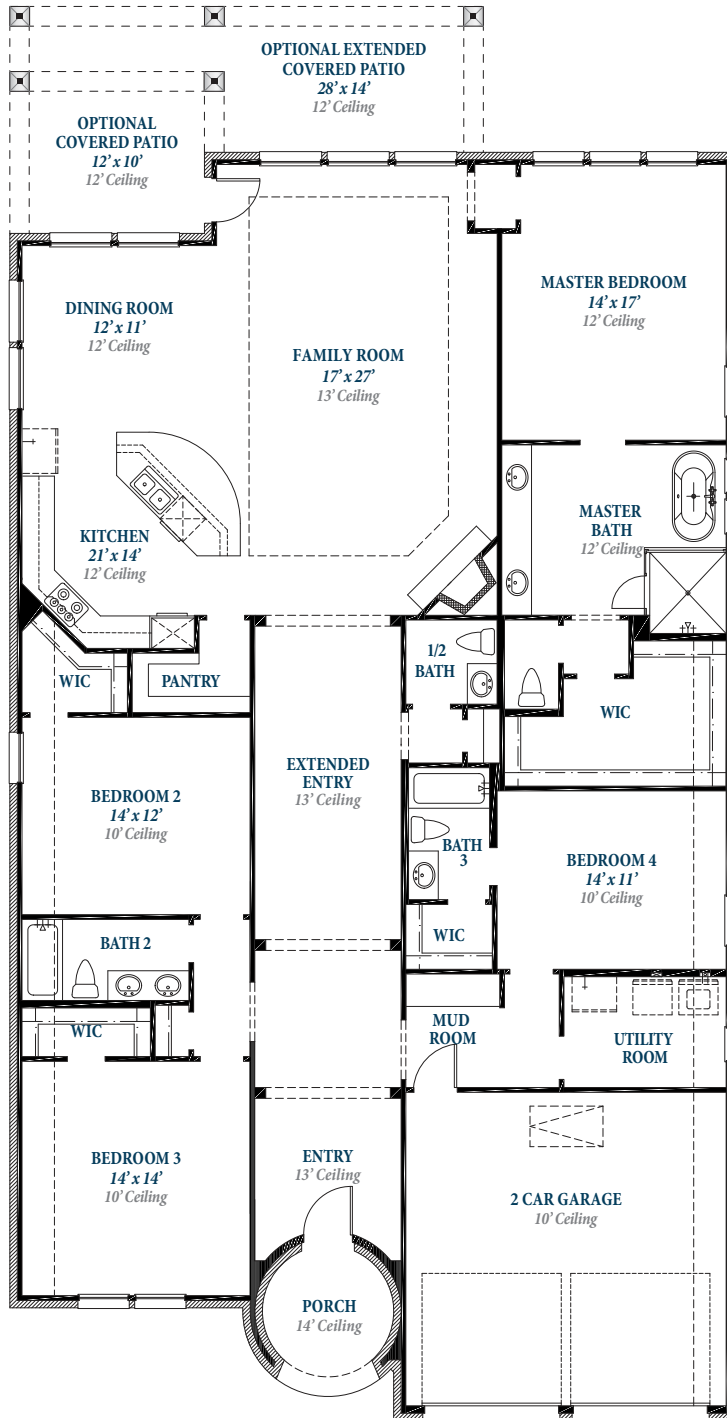 OPTIONAL EXTENDED
COVERED PATIO
28’ x 14’
12’ Ceiling
OPTIONAL
COVERED PATIO
12’ x 10’
12’ Ceiling
MASTER BEDROOM
14’ x 17’
12’ Ceiling
DINING ROOM
12’ x 11’
12’ Ceiling
FAMILY ROOM
17’ x 27’
13’ Ceiling
MASTER
BATH
12’ Ceiling
KITCHEN
21’ x 14’
12’ Ceiling
1/2
BATH
WIC
PANTRY
WIC
EXTENDED
ENTRY
13’ Ceiling
BEDROOM 2
14’ x 12’
10’ Ceiling
BATH
3
BEDROOM 4
14’ x 11’
10’ Ceiling
BATH 2
WIC
WIC
MUD
ROOM
UTILITY
ROOM
BEDROOM 3
14’ x 14’
10’ Ceiling
ENTRY
13’ Ceiling
2 CAR GARAGE
10’ Ceiling
PORCH
14’ Ceiling